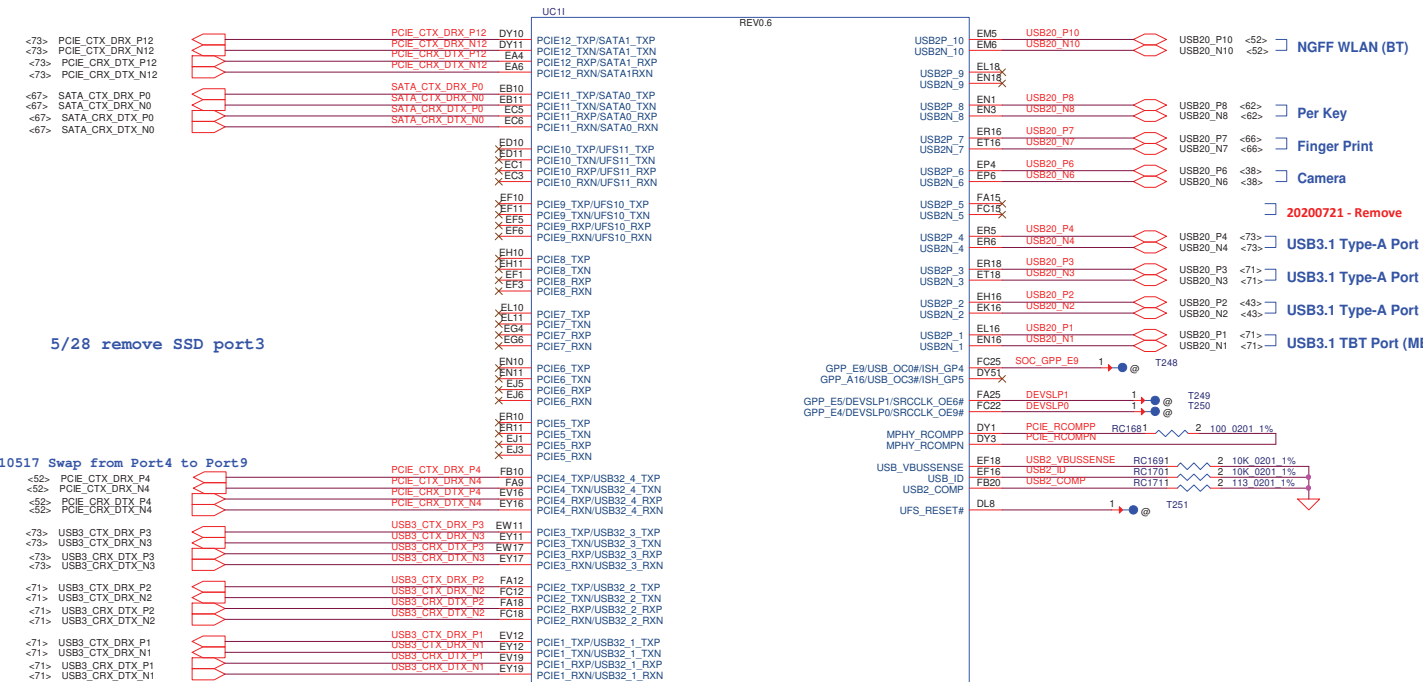 UC1I
REV0.6
<73> PCIE_CTX_DRX_P12 PCIE_CTX_DRX_P12 DY10 PCIE12_TXP/SATA1_TXP
<73> PCIE_CTX_DRX_N12 PCIE_CTX_DRX_N12 DY11 PCIE12_TXN/SATA1_TXN
<73> PCIE_CRX_DTX_P12 PCIE_CRX_DTX_P12 EA4 PCIE12_RXP/SATA1_RXP
<73> PCIE_CRX_DTX_N12 PCIE_CRX_DTX_N12 EA6 PCIE12_RXN/SATA1RXN
<67> SATA_CTX_DRX_P0 SATA_CTX_DRX_P0 EB10 PCIE11_TXP/SATA0_TXP
<67> SATA_CTX_DRX_N0 SATA_CTX_DRX_N0 EB11 PCIE11_TXN/SATA0_TXN
<67> SATA_CRX_DTX_P0 SATA_CRX_DTX_P0 EC5 PCIE11_RXP/SATA0_RXP
<67> SATA_CRX_DTX_N0 SATA_CRX_DTX_N0 EC6 PCIE11_RXN/SATA0_RXN
ED10 PCIE10_TXP/UFS11_TXP
ED11 PCIE10_TXN/UFS11_TXN
EC1 PCIE10_RXP/UFS11_RXP
EC3 PCIE10_RXN/UFS11_RXN
EF10 PCIE9_TXP/UFS10_TXP
EF11 PCIE9_TXN/UFS10_TXN
EF5 PCIE9_RXP/UFS10_RXP
EF6 PCIE9_RXN/UFS10_RXN
EH10 PCIE8_TXP
EH11 PCIE8_TXN
EF1 PCIE8_RXP
EF3 PCIE8_RXN
EL10 PCIE7_TXP
EL11 PCIE7_TXN
EG4 PCIE7_RXP
EG6 PCIE7_RXN
5/28 remove SSD port3
EN10 PCIE6_TXP
EN11 PCIE6_TXN
EJ5 PCIE6_RXP
EJ6 PCIE6_RXN
ER10 PCIE5_TXP
ER11 PCIE5_TXN
EJ1 PCIE5_RXP
EJ3 PCIE5_RXN
10517 Swap from Port4 to Port9
<52> PCIE_CTX_DRX_P4 PCIE_CTX_DRX_P4 FB10 PCIE4_TXP/USB32_4_TXP
<52> PCIE_CTX_DRX_N4 PCIE_CTX_DRX_N4 FA9 PCIE4_TXN/USB32_4_TXN
<52> PCIE_CRX_DTX_P4 PCIE_CRX_DTX_P4 EV16 PCIE4_RXP/USB32_4_RXP
<52> PCIE_CRX_DTX_N4 PCIE_CRX_DTX_N4 EY16 PCIE4_RXN/USB32_4_RXN
<73> USB3_CTX_DRX_P3 USB3_CTX_DRX_P3 EW11 PCIE3_TXP/USB32_3_TXP
<73> USB3_CTX_DRX_N3 USB3_CTX_DRX_N3 EY11 PCIE3_TXN/USB32_3_TXN
<73> USB3_CRX_DTX_P3 USB3_CRX_DTX_P3 EW17 PCIE3_RXP/USB32_3_RXP
<73> USB3_CRX_DTX_N3 USB3_CRX_DTX_N3 EY17 PCIE3_RXN/USB32_3_RXN
<71> USB3_CTX_DRX_P2 USB3_CTX_DRX_P2 FA12 PCIE2_TXP/USB32_2_TXP
<71> USB3_CTX_DRX_N2 USB3_CTX_DRX_N2 FC12 PCIE2_TXN/USB32_2_TXN
<71> USB3_CRX_DTX_P2 USB3_CRX_DTX_P2 FA18 PCIE2_RXP/USB32_2_RXP
<71> USB3_CRX_DTX_N2 USB3_CRX_DTX_N2 FC18 PCIE2_RXN/USB32_2_RXN
<71> USB3_CTX_DRX_P1 USB3_CTX_DRX_P1 EV12 PCIE1_TXP/USB32_1_TXP
<71> USB3_CTX_DRX_N1 USB3_CTX_DRX_N1 EY12 PCIE1_TXN/USB32_1_TXN
<71> USB3_CRX_DTX_P1 USB3_CRX_DTX_P1 EV19 PCIE1_RXP/USB32_1_RXP
<71> USB3_CRX_DTX_N1 USB3_CRX_DTX_N1 EY19 PCIE1_RXN/USB32_1_RXN
USB2P_10 EM5 USB20_P10 USB20_P10 <52>
USB2N_10 EM6 USB20_N10 USB20_N10 <52>
NGFF WLAN (BT)
USB2P_9 EL18
USB2N_9 EN18
USB2P_8 EN1 USB20_P8 USB20_P8 <62>
USB2N_8 EN3 USB20_N8 USB20_N8 <62>
Per Key
USB2P_7 ER16 USB20_P7 USB20_P7 <66>
USB2N_7 ET16 USB20_N7 USB20_N7 <66>
Finger Print
USB2P_6 EP4 USB20_P6 USB20_P6 <38>
USB2N_6 EP6 USB20_N6 USB20_N6 <38>
Camera
USB2P_5 FA15
USB2N_5 FC15
20200721 - Remove
USB2P_4 ER5 USB20_P4 USB20_P4 <73>
USB2N_4 ER6 USB20_N4 USB20_N4 <73>
USB3.1 Type-A Port
USB2P_3 ER18 USB20_P3 USB20_P3 <71>
USB2N_3 ET18 USB20_N3 USB20_N3 <71>
USB3.1 Type-A Port
USB2P_2 EH16 USB20_P2 USB20_P2 <43>
USB2N_2 EK16 USB20_N2 USB20_N2 <43>
USB3.1 Type-A Port
USB2P_1 EL16 USB20_P1 USB20_P1 <71>
USB2N_1 EN16 USB20_N1 USB20_N1 <71>
USB3.1 TBT Port (MB
GPP_E9/USB_OC0#/ISH_GP4 FC25 SOC_GPP_E9 1 @ T248
GPP_A16/USB_OC3#/ISH_GP5 DY51
GPP_E5/DEVSLP1/SRCCLK_OE6# FA25 DEVSLP1 1 @ T249
GPP_E4/DEVSLP0/SRCCLK_OE9# FC22 DEVSLP0 1 @ T250
MPHY_RCOMPP DY1 PCIE_RCOMPP RC168 1 2 100_0201_1%
MPHY_RCOMPN DY3 PCIE_RCOMPN
USB_VBUSSENSE EF18 USB2_VBUSSENSE RC169 1 2 10K_0201_1%
USB_ID EF16 USB2_ID RC170 1 2 10K_0201_1%
USB2_COMP FB20 USB2_COMP RC171 1 2 113_0201_1%
UFS_RESET# DL8 1 @ T251